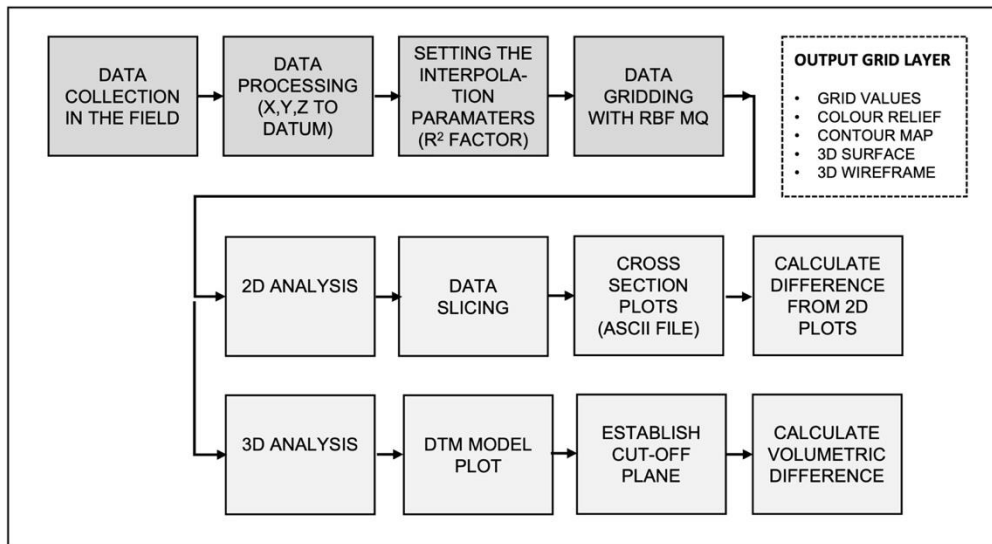 DATA
COLLECTION
IN THE FIELD
DATA
PROCESSING
(X,Y,Z TO
DATUM)
SETTING THE
INTERPOLA-
TION
PARAMATERS
(R² FACTOR)
DATA
GRIDDING
WITH RBF MQ
OUTPUT GRID LAYER
• GRID VALUES
• COLOUR RELIEF
• CONTOUR MAP
• 3D SURFACE
• 3D WIREFRAME
2D ANALYSIS
DATA
SLICING
CROSS
SECTION
PLOTS
(ASCII FILE)
CALCULATE
DIFFERENCE
FROM 2D
PLOTS
3D ANALYSIS
DTM MODEL
PLOT
ESTABLISH
CUT-OFF
PLANE
CALCULATE
VOLUMETRIC
DIFFERENCE